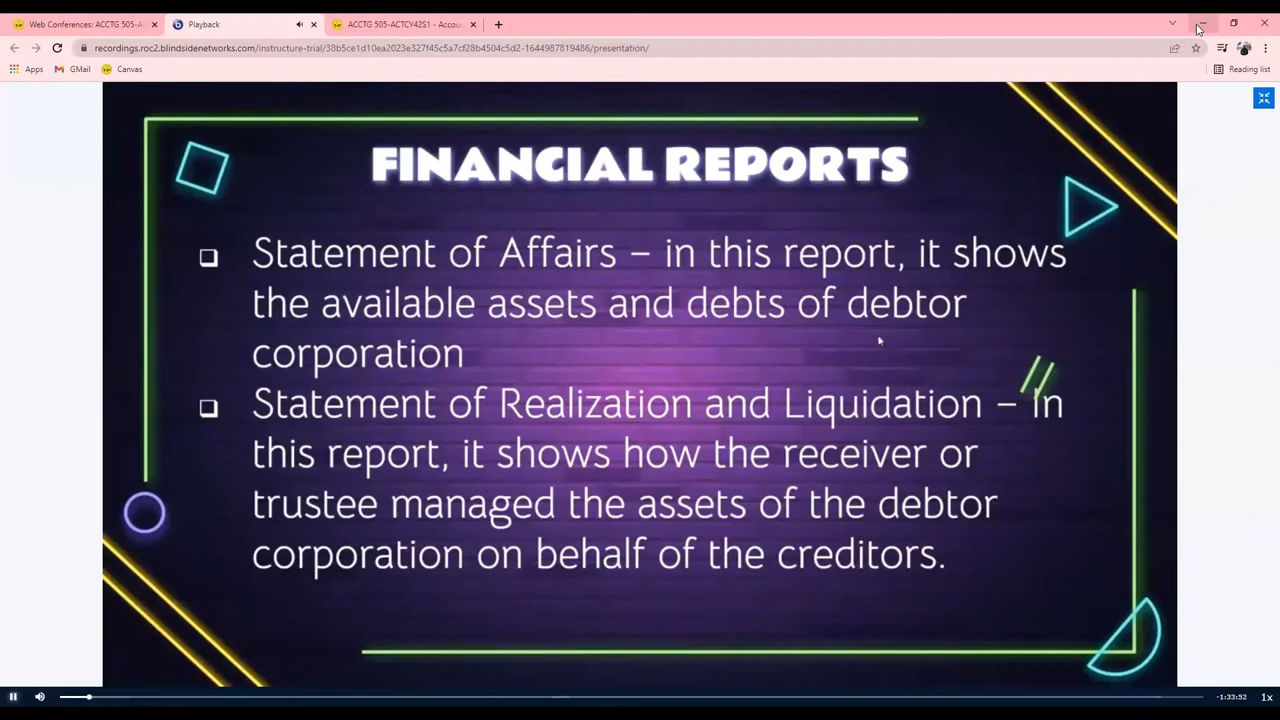 Web Conferences: ACCTG 505-A
Playback
ACCTG 505-ACTCY42S1 - Accou
recordings.roc2.blindsidenetworks.com/instructure-trial/38b5ce1d10ea2023e327f45c5a7cf28b4504c5d2-1644987819486/presentation/
Apps GMail Canvas Reading list
FINANCIAL REPORTS
Statement of Affairs – in this report, it shows
the available assets and debts of debtor
corporation
Statement of Realization and Liquidation – in
this report, it shows how the receiver or
trustee managed the assets of the debtor
corporation on behalf of the creditors.
-1:33:52 1x